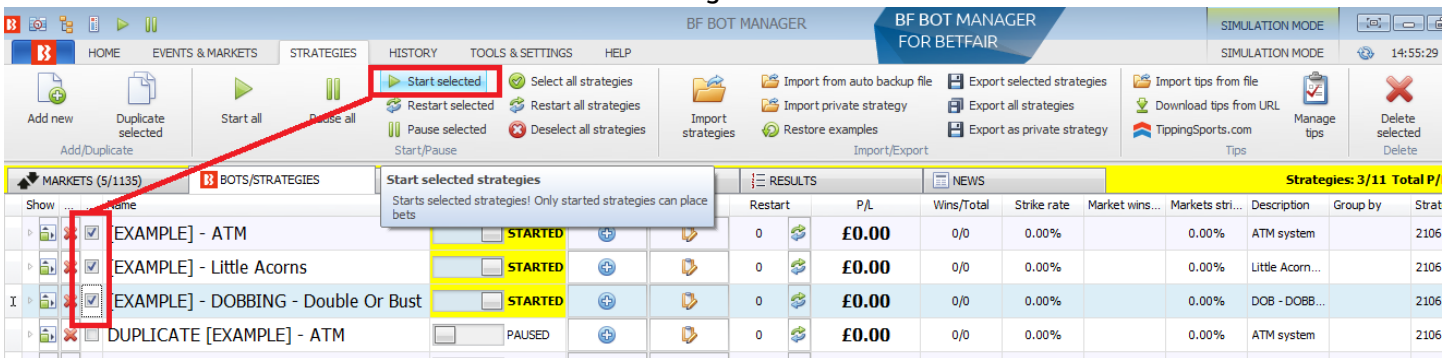 BF BOT MANAGER
BF BOT MANAGER
FOR BETFAIR
SIMULATION MODE
B HOME EVENTS & MARKETS STRATEGIES HISTORY TOOLS & SETTINGS HELP SIMULATION MODE 14:55:29
Start selected Select all strategies Import from auto backup file Export selected strategies Import tips from file
Restart selected Restart all strategies Import private strategy Export all strategies Download tips from URL
Pause selected Deselect all strategies Restore examples Export as private strategy TippingSports.com
Add new Duplicate selected Start all Pause all Import strategies Manage tips Delete selected
Add/Duplicate Start/Pause Import/Export Tips Delete
MARKETS (5/1135) BOTS/STRATEGIES RESULTS NEWS Strategies: 3/11 Total P/
Start selected strategies
Starts selected strategies! Only started strategies can place
bets
Show ... ... Name Restart P/L Wins/Total Strike rate Market wins... Markets stri... Description Group by Strat
[EXAMPLE] - ATM STARTED 0 £0.00 0/0 0.00% 0.00% ATM system 2106
[EXAMPLE] - Little Acorns STARTED 0 £0.00 0/0 0.00% 0.00% Little Acorn... 2106
[EXAMPLE] - DOBBING - Double Or Bust STARTED 0 £0.00 0/0 0.00% 0.00% DOB - DOBB... 2106
DUPLICATE [EXAMPLE] - ATM PAUSED 0 £0.00 0/0 0.00% 0.00% ATM system 2106